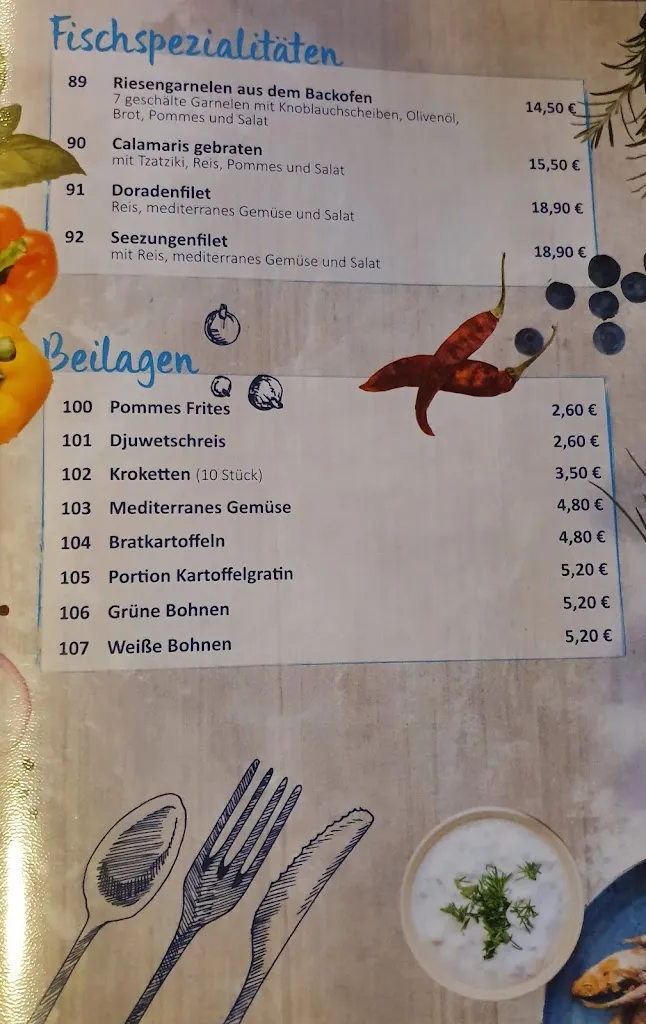 Fischspezialitäten
89 Riesengarnelen aus dem Backofen
7 geschälte Garnelen mit Knoblauchscheiben, Olivenöl, 14,50 €
Brot, Pommes und Salat
90 Calamaris gebraten
mit Tzatziki, Reis, Pommes und Salat 15,50 €
91 Doradenfilet
Reis, mediterranes Gemüse und Salat 18,90 €
92 Seezungenfilet
mit Reis, mediterranes Gemüse und Salat 18,90 €
Beilagen
100 Pommes Frites 2,60 €
101 Djuwetschreis 2,60 €
102 Kroketten (10 Stück) 3,50 €
103 Mediterranes Gemüse 4,80 €
104 Bratkartoffeln 4,80 €
105 Portion Kartoffelgratin 5,20 €
106 Grüne Bohnen 5,20 €
107 Weiße Bohnen 5,20 €